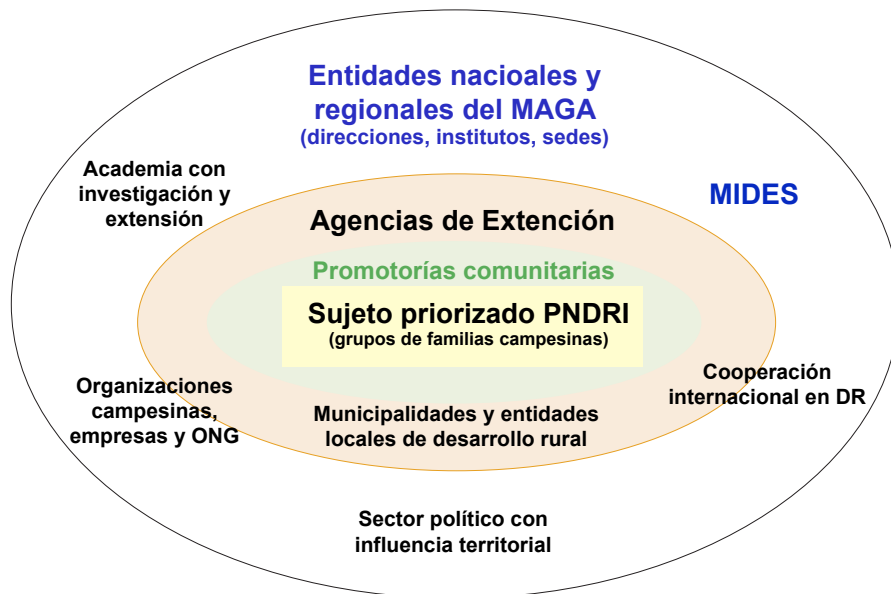 Entidades nacioales y
regionales del MAGA
(direcciones, institutos, sedes)
Academia con
investigación y
extensión
MIDES
Agencias de Extención
Promotorías comunitarias
Sujeto priorizado PNDRI
(grupos de familias campesinas)
Organizaciones
campesinas,
empresas y ONG
Municipalidades y entidades
locales de desarrollo rural
Cooperación
internacional en DR
Sector político con
influencia territorial